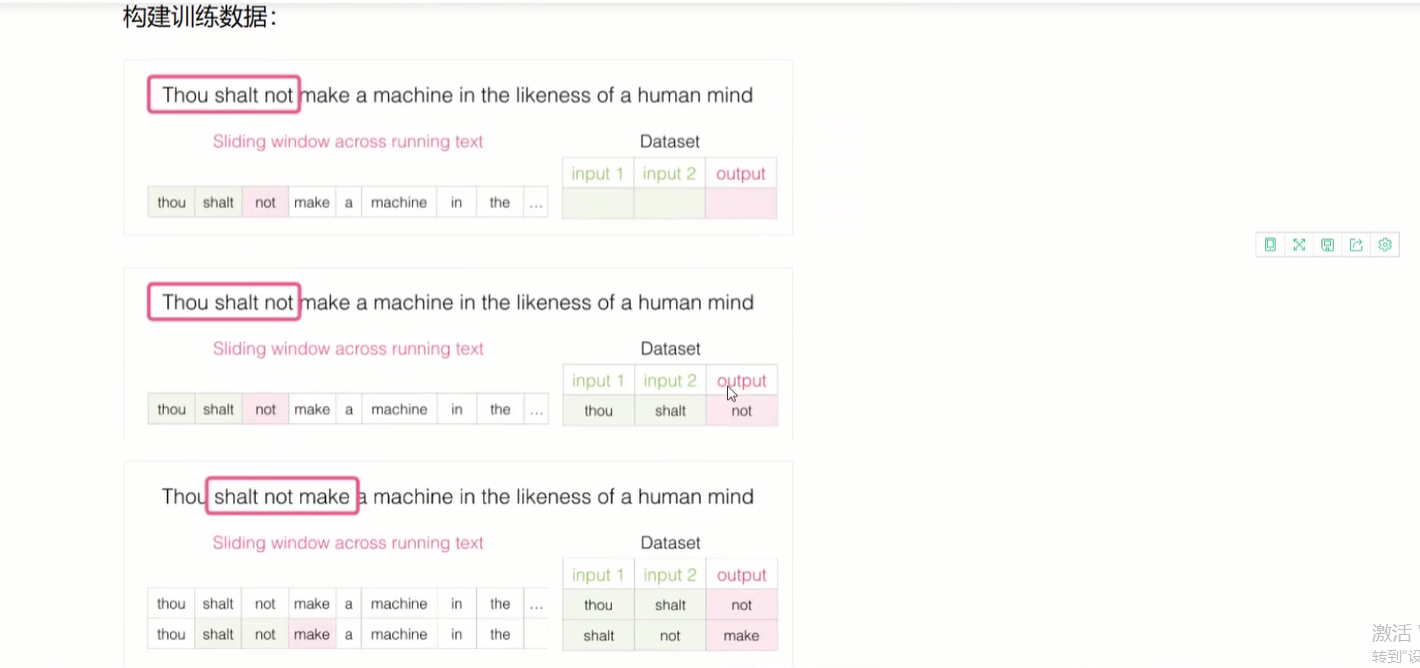 构建训练数据：
Thou shalt not make a machine in the likeness of a human mind
Sliding window across running text
Dataset
input 1 input 2 output
thou shalt not make a machine in the ...
Thou shalt not make a machine in the likeness of a human mind
Sliding window across running text
Dataset
input 1 input 2 output
thou shalt not make a machine in the ... thou shalt not
Thou shalt not make a machine in the likeness of a human mind
Sliding window across running text
Dataset
input 1 input 2 output
thou shalt not make a machine in the ... thou shalt not
thou shalt not make a machine in the shalt not make
激活
转到"设